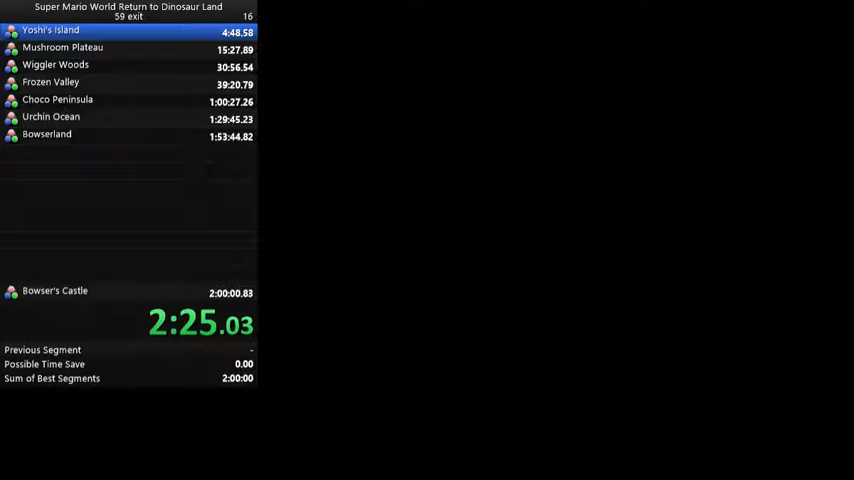 Super Mario World Return to Dinosaur Land
59 exit 16
Yoshi's Island 4:48.58
Mushroom Plateau 15:27.89
Wiggler Woods 30:56.54
Frozen Valley 39:20.79
Choco Peninsula 1:00:27.26
Urchin Ocean 1:29:45.23
Bowserland 1:53:44.82
Bowser's Castle 2:00:00.83
2:25.03
Previous Segment -
Possible Time Save 0.00
Sum of Best Segments 2:00:00